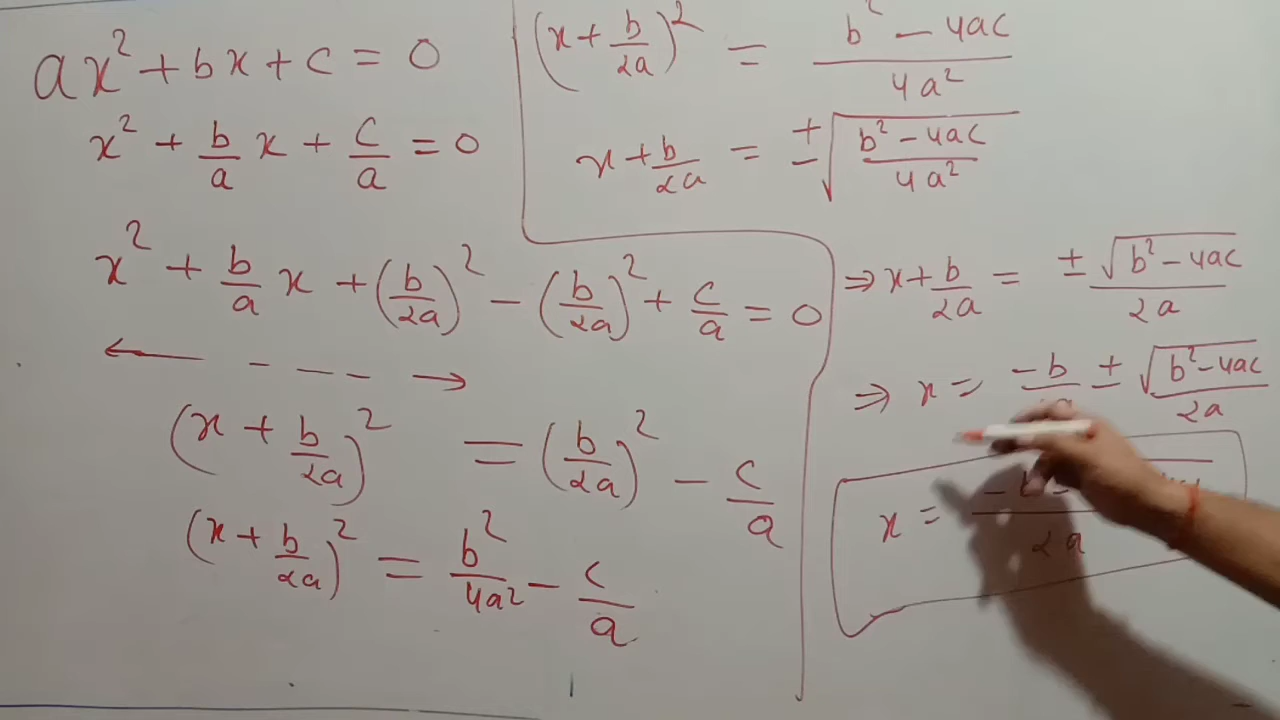 ax² + bx + c = 0
x² + b/a x + c/a = 0
x² + b/a x + (b/2a)² - (b/2a)² + c/a = 0
(x + b/2a)² = (b/2a)² - c/a
(x + b/2a)² = b²/4a² - c/a
(x + b/2a)² = b² - 4ac / 4a²
x + b/2a = ±√(b² - 4ac / 4a²)
⇒ x + b/2a = ±√(b² - 4ac) / 2a
⇒ x = -b ± √(b² - 4ac) / 2a
x = -b / 2a